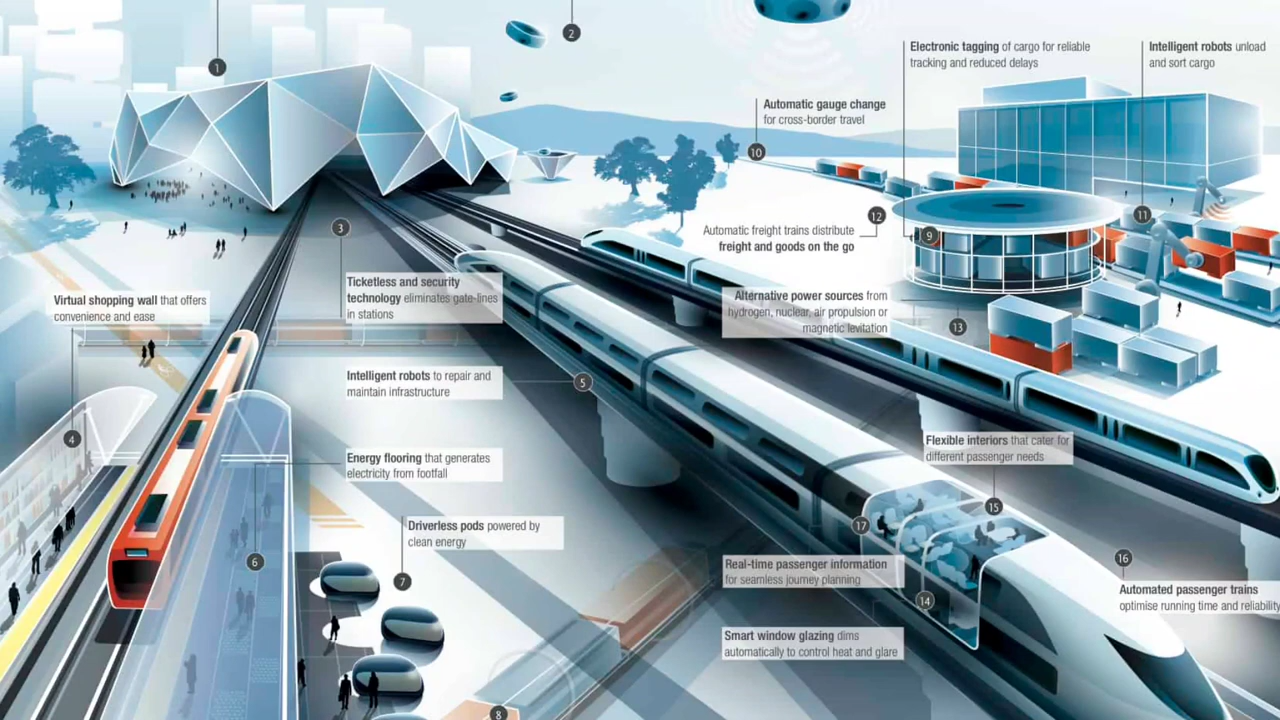 1
2
Electronic tagging of cargo for reliable
tracking and reduced delays
Intelligent robots unload
and sort cargo
Automatic gauge change
for cross-border travel
10
12
11
9
Automatic freight trains distribute
freight and goods on the go
3
Ticketless and security
technology eliminates gate-lines
in stations
Virtual shopping wall that offers
convenience and ease
Alternative power sources from
hydrogen, nuclear, air propulsion or
magnetic levitation
13
Intelligent robots to repair and
maintain infrastructure
5
4
Flexible interiors that cater for
different passenger needs
Energy flooring that generates
electricity from footfall
15
17
Driverless pods powered by
clean energy
6
7
16
Real-time passenger information
for seamless journey planning
14
Automated passenger trains
optimise running time and reliability
Smart window glazing dims
automatically to control heat and glare
8